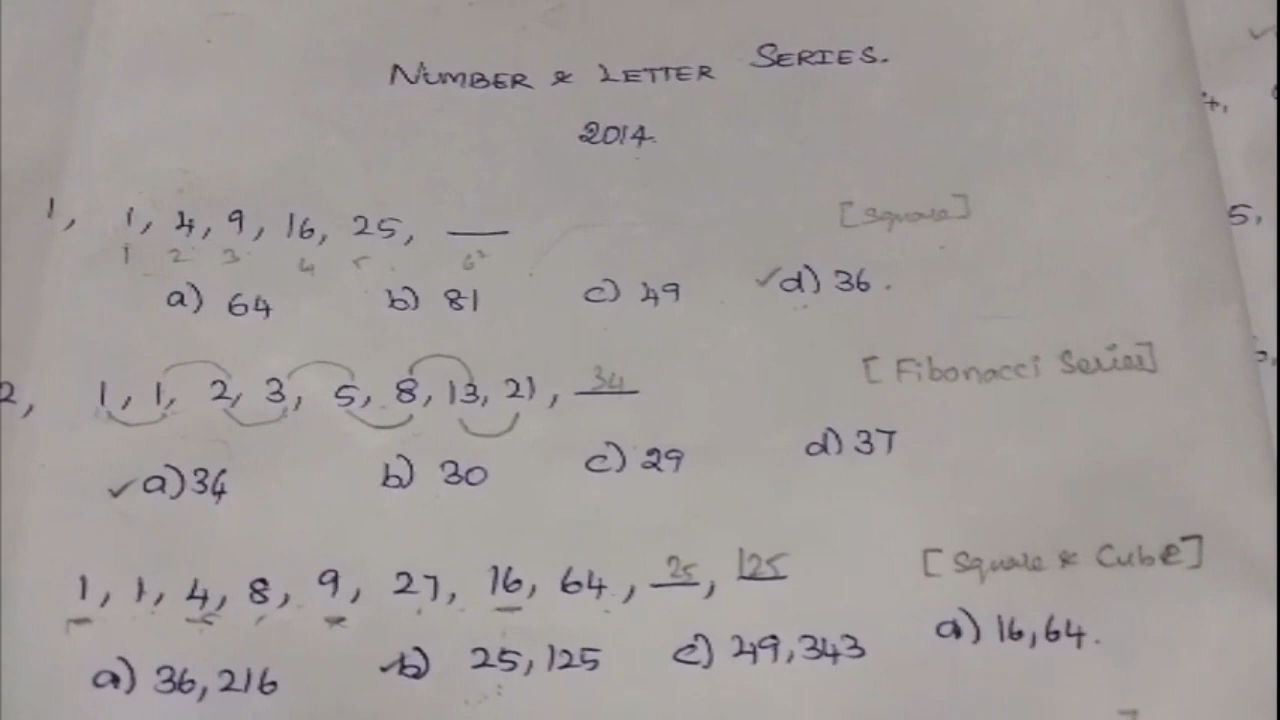 NUMBER & LETTER SERIES.
2014.
1, 1, 4, 9, 16, 25, ___ [Square]
1 2 3 4 5 6²
a) 64 b) 81 c) 49 ✓d) 36.
2, 1, 1, 2, 3, 5, 8, 13, 21, 34 [Fibonacci Series]
✓a) 34 b) 30 c) 29 d) 37
1, 1, 4, 8, 9, 27, 16, 64, 25, 125 [Square & Cube]
a) 36, 216 ✓b) 25, 125 c) 49, 343 d) 16, 64.
5,